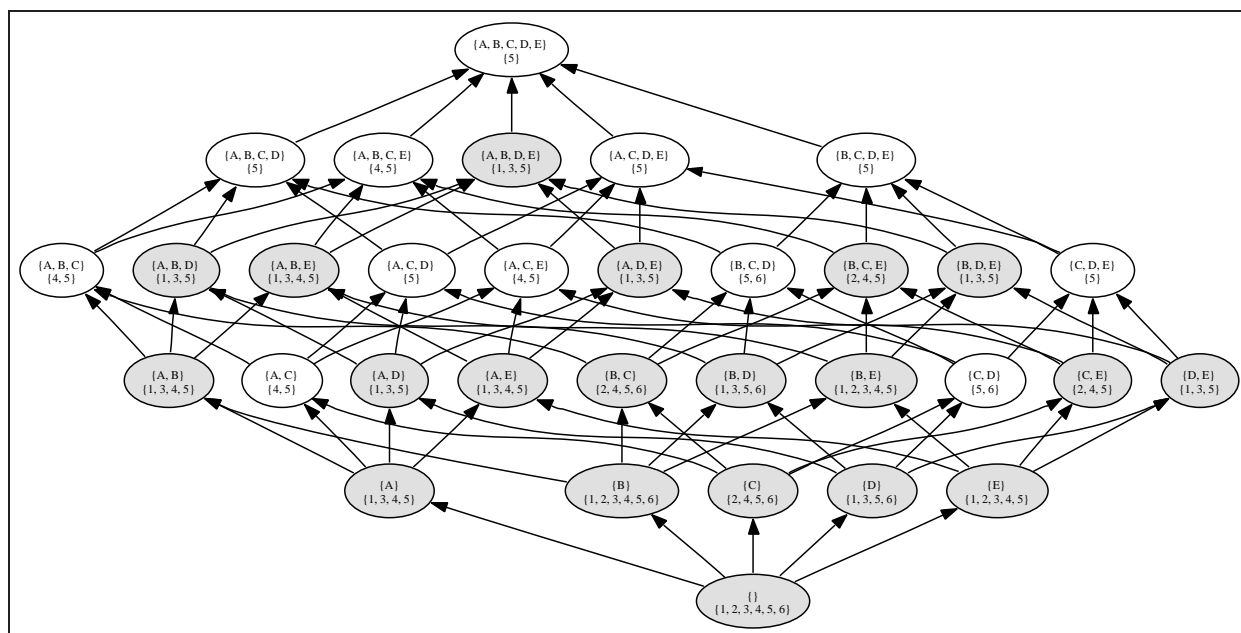 {A, B, C, D, E}
{5}
{A, B, C, D}
{5}
{A, B, C, E}
{4, 5}
{A, B, D, E}
{1, 3, 5}
{A, C, D, E}
{5}
{B, C, D, E}
{5}
{A, B, C}
{4, 5}
{A, B, D}
{1, 3, 5}
{A, B, E}
{1, 3, 4, 5}
{A, C, D}
{5}
{A, C, E}
{4, 5}
{A, D, E}
{1, 3, 5}
{B, C, D}
{5, 6}
{B, C, E}
{2, 4, 5}
{B, D, E}
{1, 3, 5}
{C, D, E}
{5}
{A, B}
{1, 3, 4, 5}
{A, C}
{4, 5}
{A, D}
{1, 3, 5}
{A, E}
{1, 3, 4, 5}
{B, C}
{2, 4, 5, 6}
{B, D}
{1, 3, 5, 6}
{B, E}
{1, 2, 3, 4, 5}
{C, D}
{5, 6}
{C, E}
{2, 4, 5}
{D, E}
{1, 3, 5}
{A}
{1, 3, 4, 5}
{B}
{1, 2, 3, 4, 5, 6}
{C}
{2, 4, 5, 6}
{D}
{1, 3, 5, 6}
{E}
{1, 2, 3, 4, 5}
{}
{1, 2, 3, 4, 5, 6}